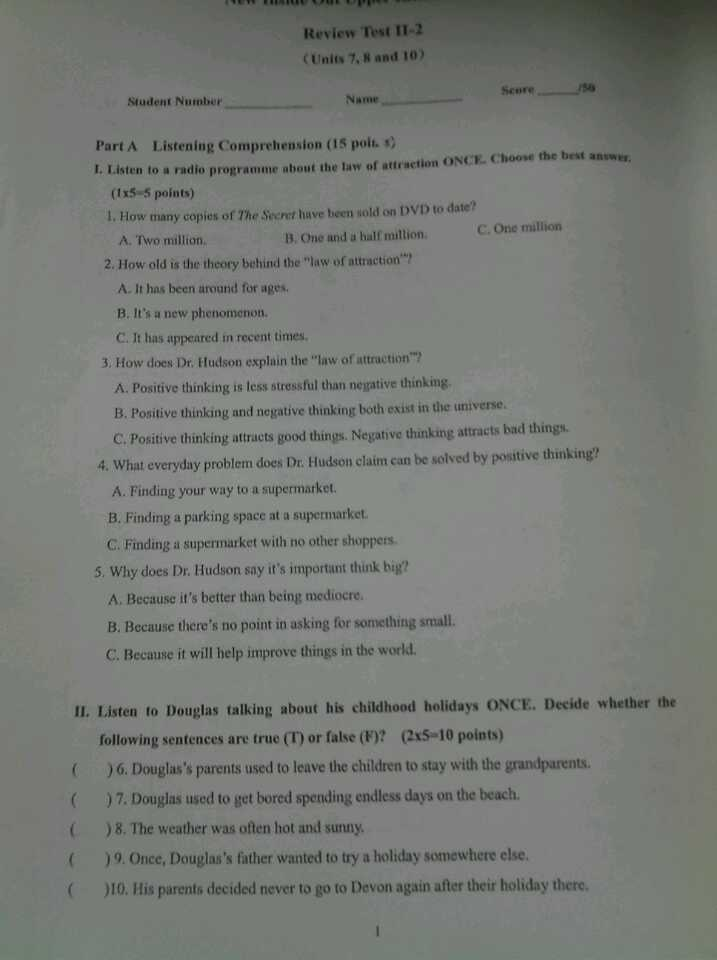 Review Test II-2
(Units 7, 8 and 10)
Student Number ____________ Name ____________ Score ______/50
Part A Listening Comprehension (15 poin s)
I. Listen to a radio programme about the law of attraction ONCE. Choose the best answer.
(1x5=5 points)
1. How many copies of The Secret have been sold on DVD to date?
A. Two million. B. One and a half million. C. One million
2. How old is the theory behind the “law of attraction”?
A. It has been around for ages.
B. It's a new phenomenon.
C. It has appeared in recent times.
3. How does Dr. Hudson explain the “law of attraction”?
A. Positive thinking is less stressful than negative thinking.
B. Positive thinking and negative thinking both exist in the universe.
C. Positive thinking attracts good things. Negative thinking attracts bad things.
4. What everyday problem does Dr. Hudson claim can be solved by positive thinking?
A. Finding your way to a supermarket.
B. Finding a parking space at a supermarket.
C. Finding a supermarket with no other shoppers.
5. Why does Dr. Hudson say it's important think big?
A. Because it's better than being mediocre.
B. Because there's no point in asking for something small.
C. Because it will help improve things in the world.
II. Listen to Douglas talking about his childhood holidays ONCE. Decide whether the
following sentences are true (T) or false (F)? (2x5=10 points)
( ) 6. Douglas's parents used to leave the children to stay with the grandparents.
( ) 7. Douglas used to get bored spending endless days on the beach.
( ) 8. The weather was often hot and sunny.
( ) 9. Once, Douglas's father wanted to try a holiday somewhere else.
( )10. His parents decided never to go to Devon again after their holiday there.
1